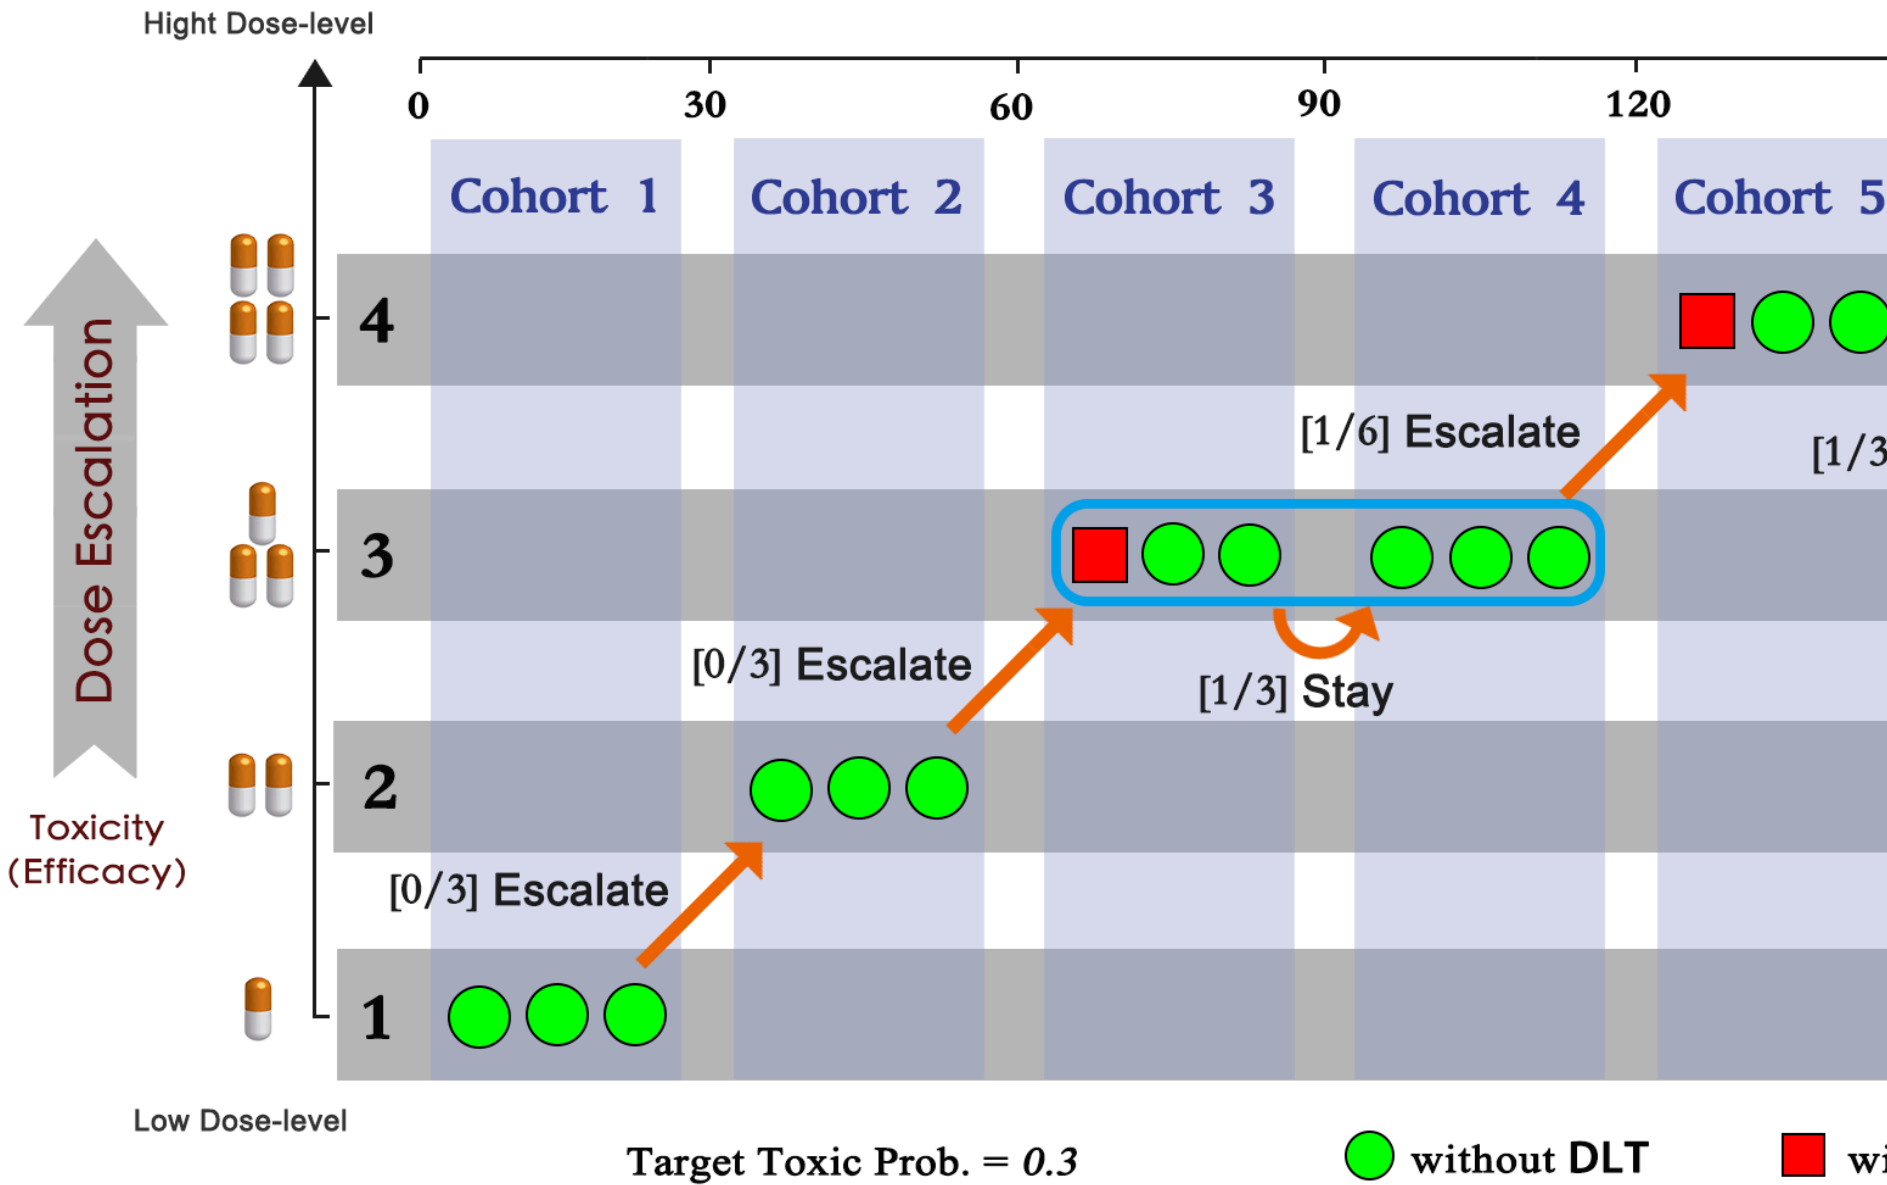 Hight Dose-level
0 30 60 90 120
Cohort 1 Cohort 2 Cohort 3 Cohort 4 Cohort 5
4
[1/6] Escalate
[1/3
Dose Escalation
3
[0/3] Escalate
[1/3] Stay
2
Toxicity
(Efficacy)
[0/3] Escalate
1
Low Dose-level
Target Toxic Prob. = 0.3
without DLT